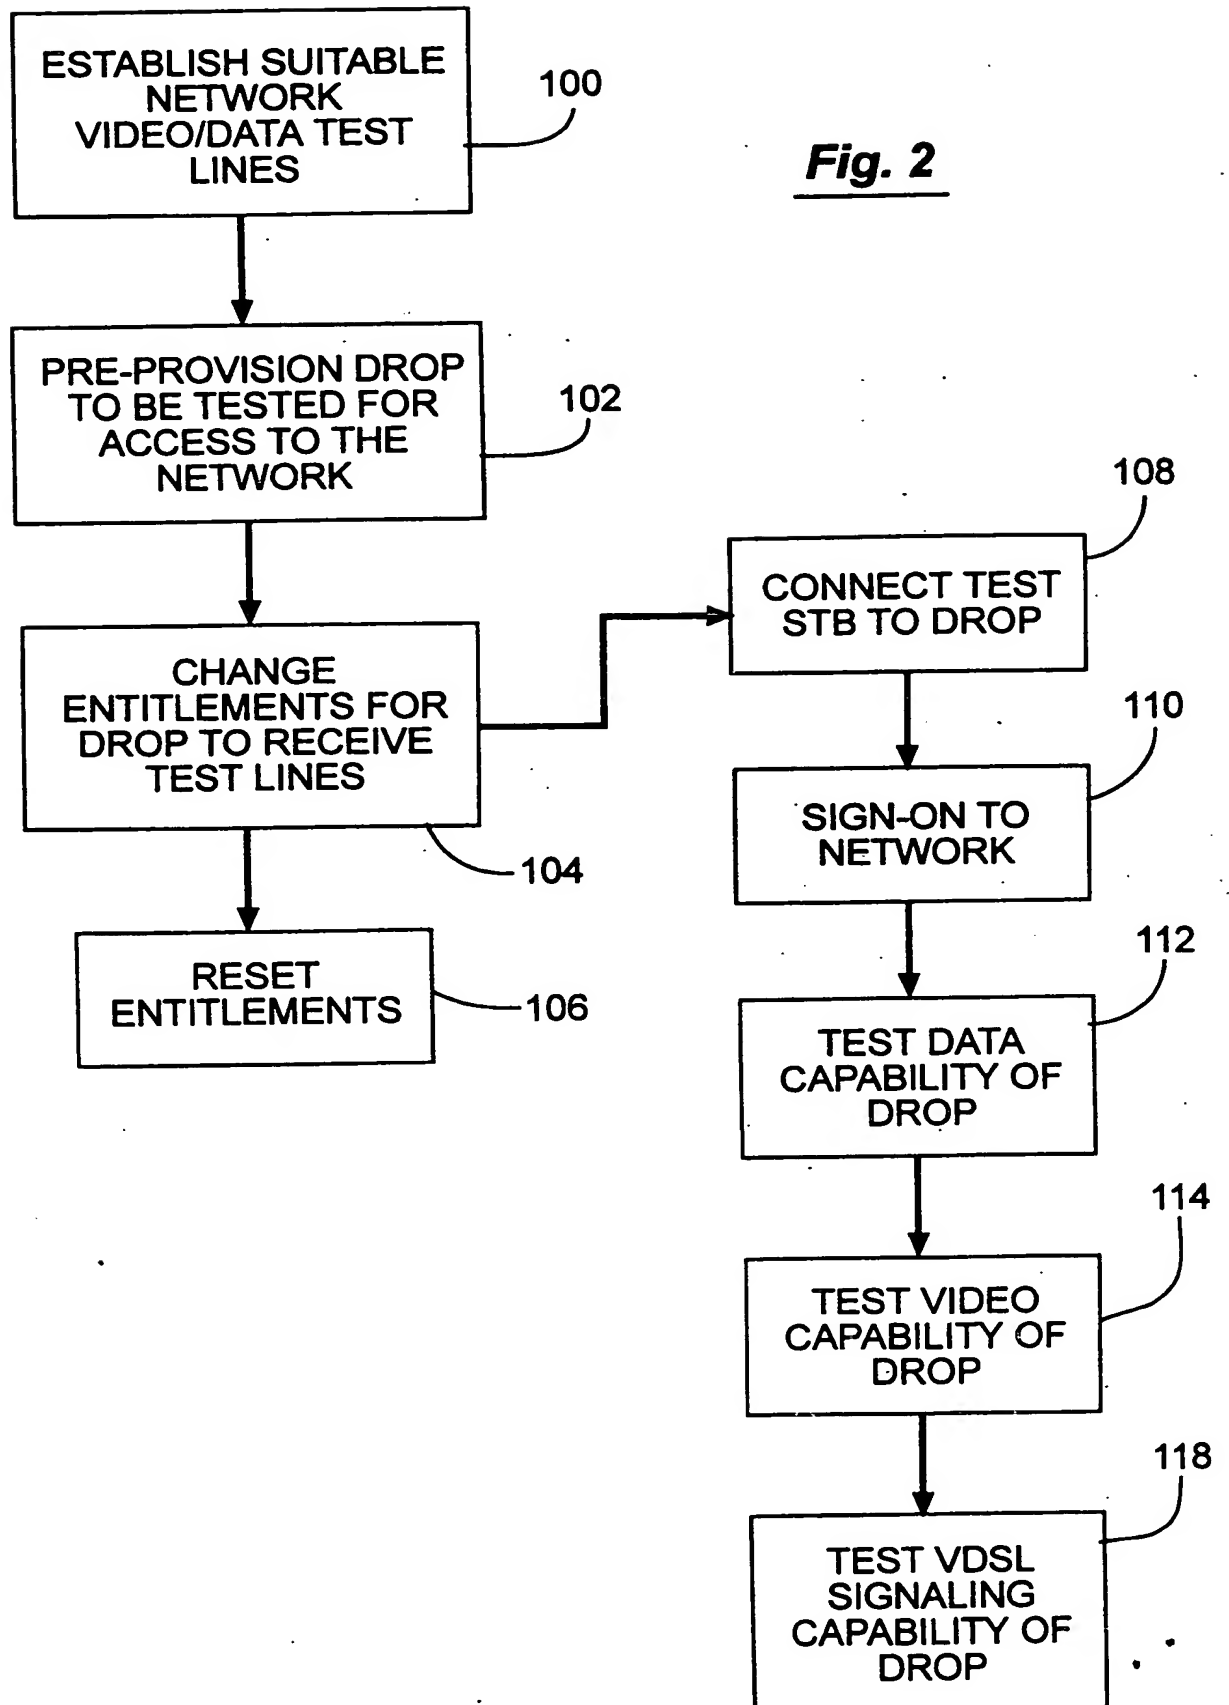 ESTABLISH SUITABLE
NETWORK
VIDEO/DATA TEST
LINES
100
Fig. 2
PRE-PROVISION DROP
TO BE TESTED FOR
ACCESS TO THE
NETWORK
102
CHANGE
ENTITLEMENTS FOR
DROP TO RECEIVE
TEST LINES
104
RESET
ENTITLEMENTS
106
108
CONNECT TEST
STB TO DROP
110
SIGN-ON TO
NETWORK
112
TEST DATA
CAPABILITY OF
DROP
114
TEST VIDEO
CAPABILITY OF
DROP
118
TEST VDSL
SIGNALING
CAPABILITY OF
DROP